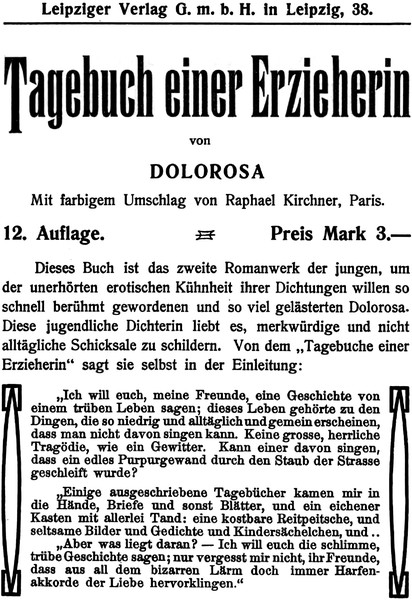 Leipziger Verlag G. m. b. H. in Leipzig, 38.
Tagebuch einer Erzieherin
von
DOLOROSA
Mit farbigem Umschlag von Raphael Kirchner, Paris.
12. Auflage. Preis Mark 3.—
Dieses Buch ist das zweite Romanwerk der jungen, um
der unerhörten erotischen Kühnheit ihrer Dichtungen willen so
schnell berühmt gewordenen und so viel gelästerten Dolorosa.
Diese jugendliche Dichterin liebt es, merkwürdige und nicht
alltägliche Schicksale zu schildern. Von dem „Tagebuche einer
Erzieherin“ sagt sie selbst in der Einleitung:
„Ich will euch, meine Freunde, eine Geschichte von
einem trüben Leben sagen; dieses Leben gehörte zu den
Dingen, die so niedrig und alltäglich und gemein erscheinen,
dass man nicht davon singen kann. Keine grosse, herrliche
Tragödie, wie ein Gewitter. Kann einer davon singen,
dass ein edles Purpurgewand durch den Staub der Strasse
geschleift wurde?
„Einige ausgeschriebene Tagebücher kamen mir in
die Hände, Briefe und sonst Blätter, und ein eichener
Kasten mit allerlei Tand: eine kostbare Reitpeitsche, und
seltsame Bilder und Gedichte und Kindersächelchen, und..
„Aber was liegt daran? — Ich will euch die schlimme,
trübe Geschichte sagen; nur vergesst mir nicht, ihr Freunde,
dass aus all dem bizarren Lärm doch immer Harfen-
akkorde der Liebe hervorklingen.“